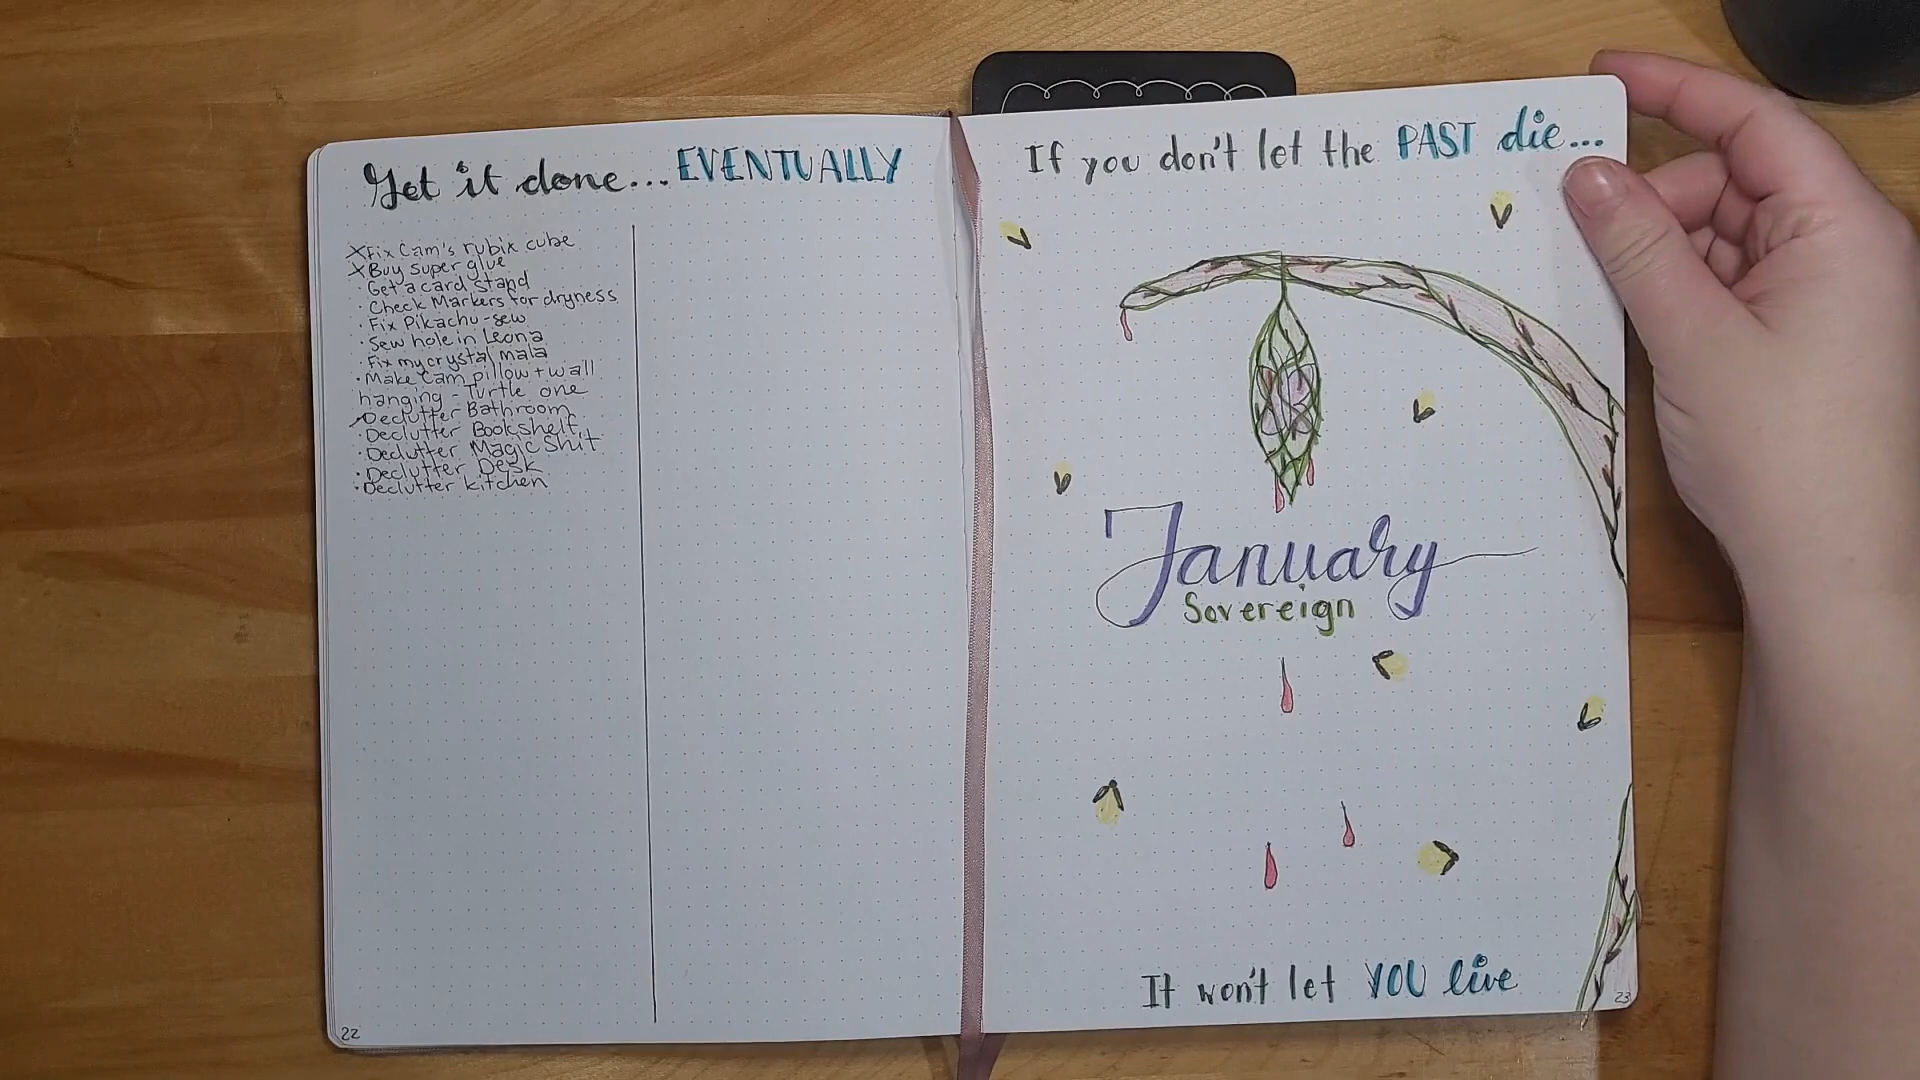 Get it done... EVENTUALLY
xFix Cam's rubix cube
xBuy super glue
Get a card stand
· Check Markers for dryness
· Fix Pikachu-sew
· Sew hole in Leona
· Fix my crystal mala
· Make Cam pillow + wall
hanging - Turtle one
Declutter Bathroom
· Declutter Bookshelf
· Declutter Magic Shit
· Declutter Desk
· Declutter kitchen
22
If you don't let the PAST die...
January
Sovereign
It won't let YOU live
23